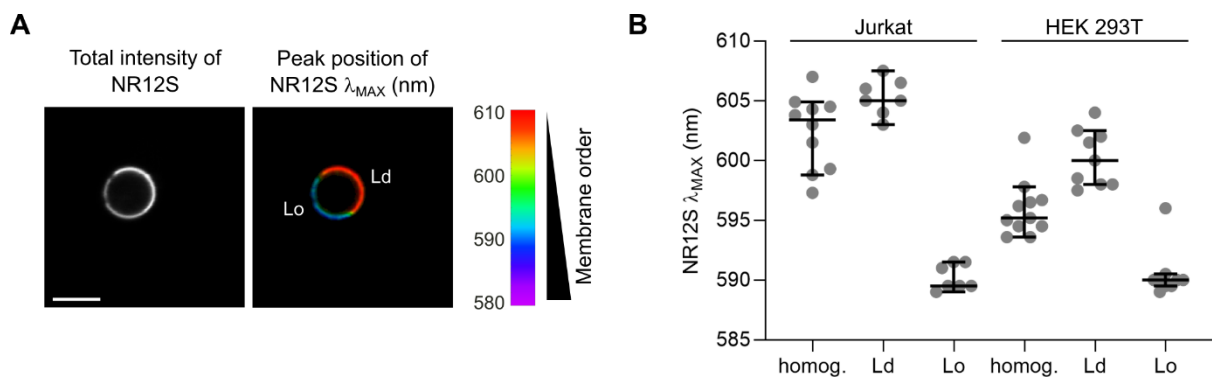 A
Total intensity of
NR12S
Peak position of
NR12S λMAX (nm)
Ld
Lo
610
600
590
580
Membrane order
B
Jurkat
HEK 293T
NR12S λMAX (nm)
610
605
600
595
590
585
homog.
Ld
Lo
homog.
Ld
Lo